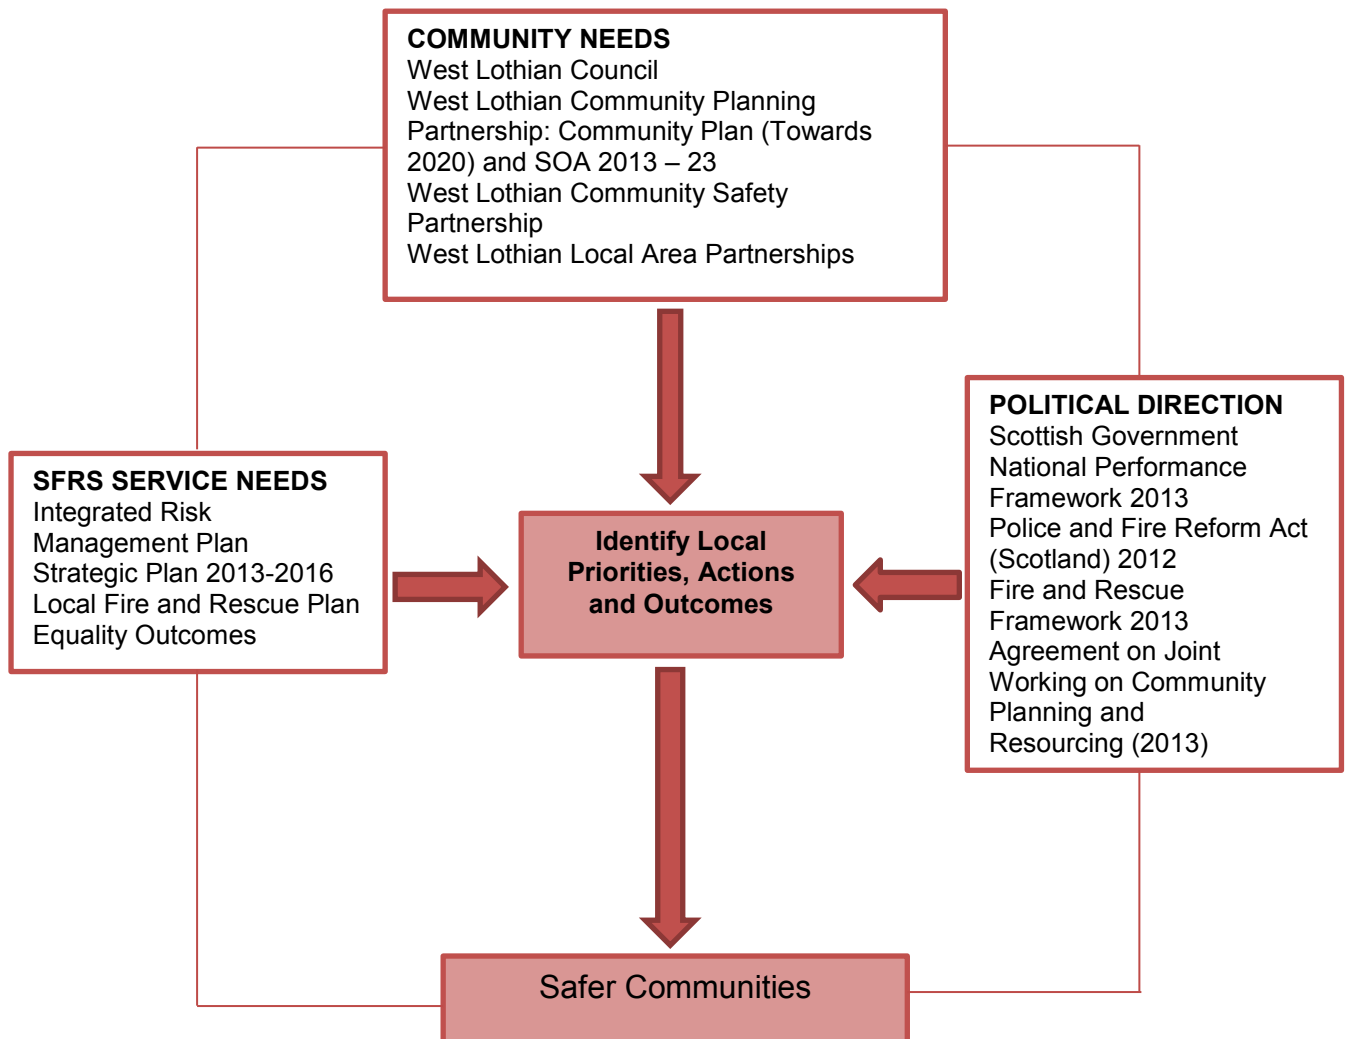 COMMUNITY NEEDS
West Lothian Council
West Lothian Community Planning
Partnership: Community Plan (Towards
2020) and SOA 2013 – 23
West Lothian Community Safety
Partnership
West Lothian Local Area Partnerships
SFRS SERVICE NEEDS
Integrated Risk
Management Plan
Strategic Plan 2013-2016
Local Fire and Rescue Plan
Equality Outcomes
Identify Local
Priorities, Actions
and Outcomes
POLITICAL DIRECTION
Scottish Government
National Performance
Framework 2013
Police and Fire Reform Act
(Scotland) 2012
Fire and Rescue
Framework 2013
Agreement on Joint
Working on Community
Planning and
Resourcing (2013)
Safer Communities